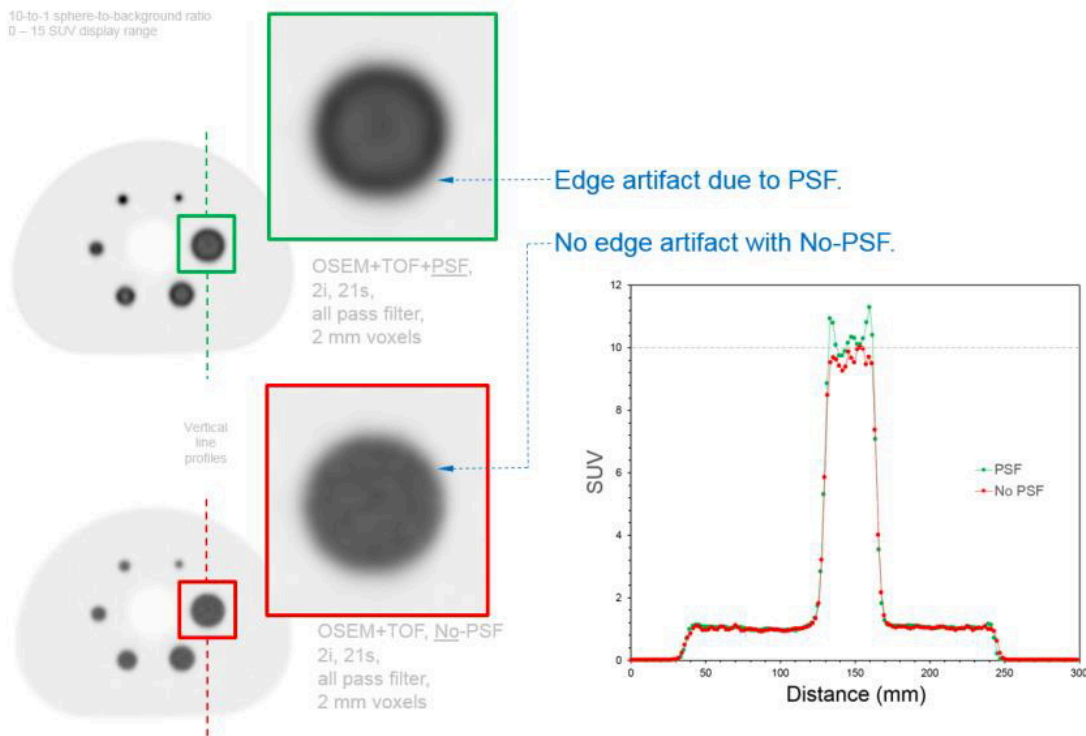 10-to-1 sphere-to-background ratio
0 – 15 SUV display range
Edge artifact due to PSF.
No edge artifact with No-PSF.
OSEM+TOF+PSF,
2i, 21s,
all pass filter,
2 mm voxels
Vertical
line
profiles
OSEM+TOF, No-PSF
2i, 21s,
all pass filter,
2 mm voxels
12
10
8
6
4
2
0
SUV
PSF
No PSF
0
50
100
150
200
250
300
Distance (mm)